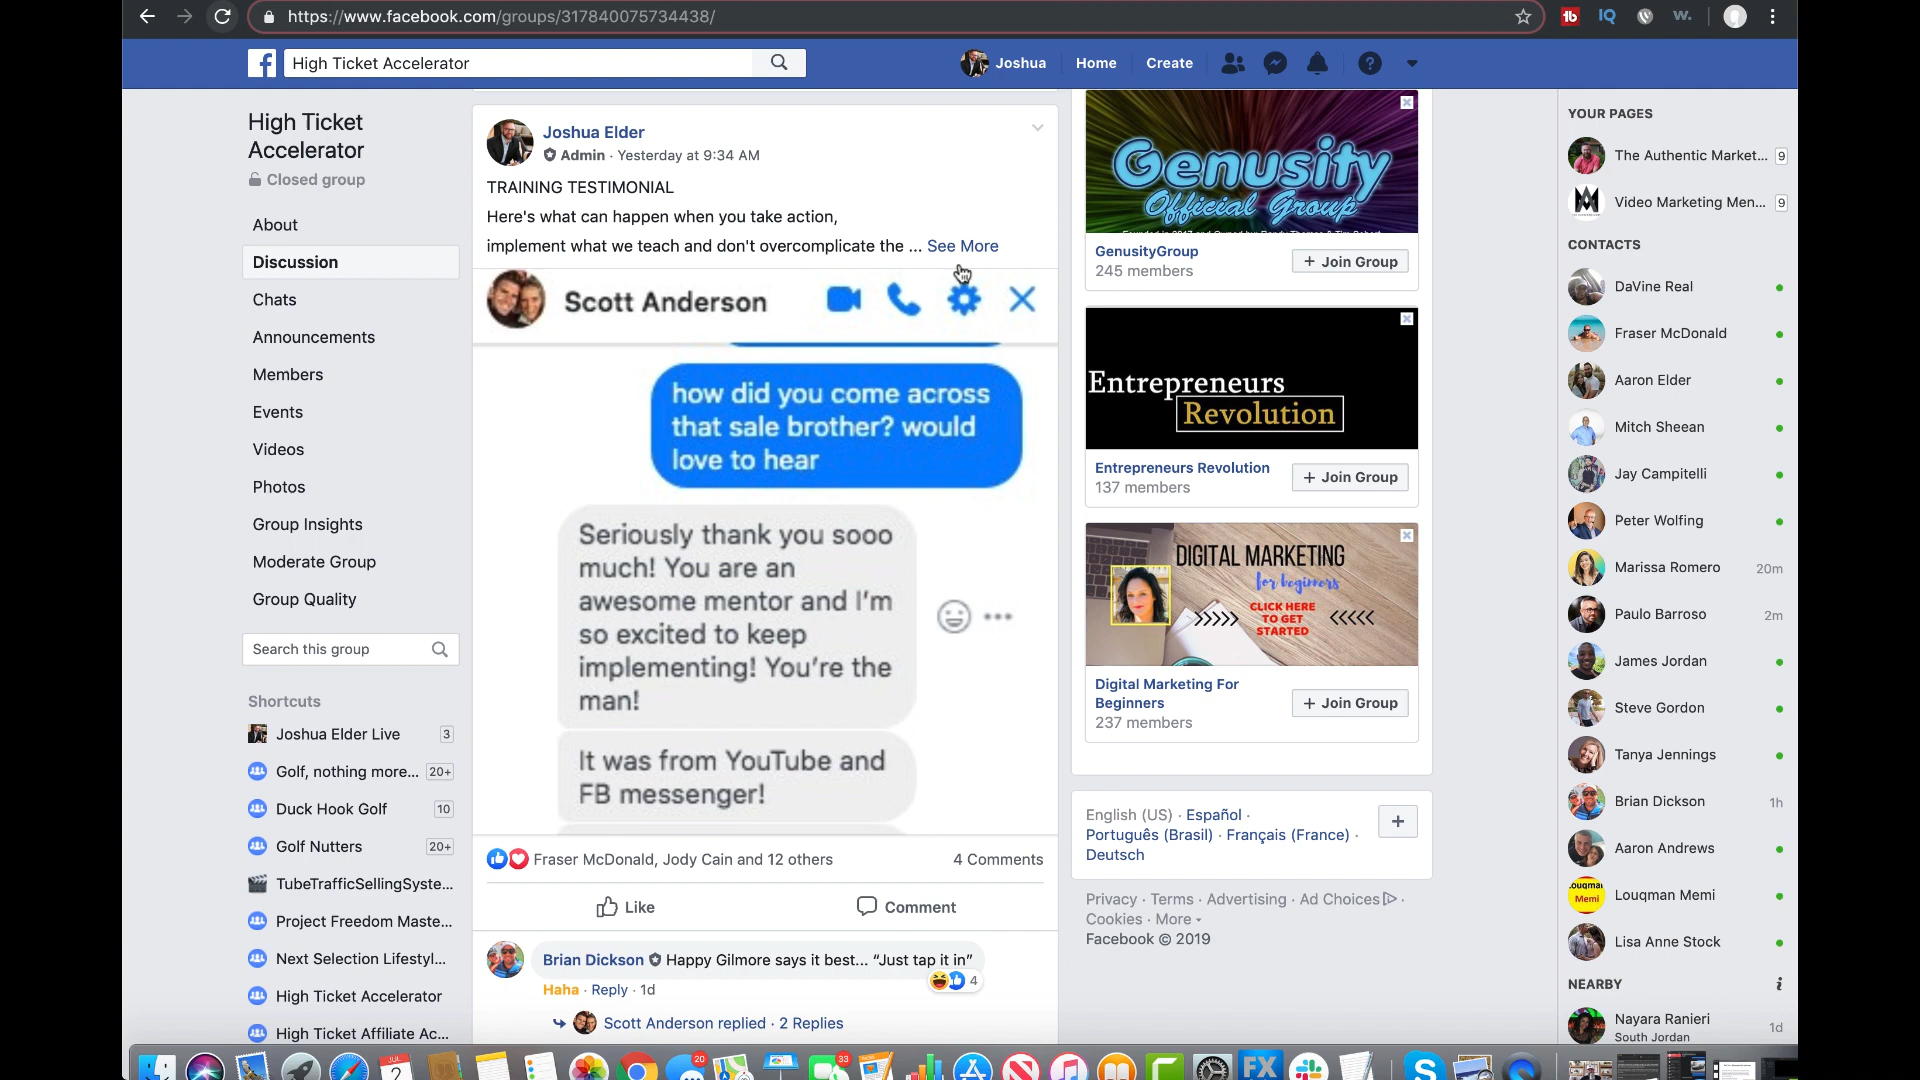 https://www.facebook.com/groups/317840075734438/
High Ticket Accelerator
Joshua
Home
Create
High Ticket
Accelerator
Closed group
About
Discussion
Chats
Announcements
Members
Events
Videos
Photos
Group Insights
Moderate Group
Group Quality
Search this group
Shortcuts
Joshua Elder Live 3
Golf, nothing more... 20+
Duck Hook Golf 10
Golf Nutters 20+
TubeTrafficSellingSyste...
Project Freedom Maste...
Next Selection Lifestyl...
High Ticket Accelerator
High Ticket Affiliate Ac...
Joshua Elder
Admin · Yesterday at 9:34 AM
TRAINING TESTIMONIAL
Here's what can happen when you take action,
implement what we teach and don't overcomplicate the ... See More
Scott Anderson
how did you come across
that sale brother? would
love to hear
Seriously thank you sooo
much! You are an
awesome mentor and I'm
so excited to keep
implementing! You're the
man!
It was from YouTube and
FB messenger!
Fraser McDonald, Jody Cain and 12 others
4 Comments
Like
Comment
Brian Dickson Happy Gilmore says it best... “Just tap it in”
4
Haha · Reply · 1d
Scott Anderson replied · 2 Replies
Genusity
Official Group
GenusityGroup
245 members
+ Join Group
Entrepreneurs
Revolution
Entrepreneurs Revolution
137 members
+ Join Group
DIGITAL MARKETING
for beginners
CLICK HERE
TO GET
STARTED
Digital Marketing For
Beginners
237 members
+ Join Group
English (US) · Español ·
Português (Brasil) · Français (France) ·
Deutsch
Privacy · Terms · Advertising · Ad Choices ·
Cookies · More
Facebook © 2019
YOUR PAGES
The Authentic Market... 9
Video Marketing Men... 9
CONTACTS
DaVine Real
Fraser McDonald
Aaron Elder
Mitch Sheean
Jay Campitelli
Peter Wolfing
Marissa Romero 20m
Paulo Barroso 2m
James Jordan
Steve Gordon
Tanya Jennings
Brian Dickson 1h
Aaron Andrews
Louqman Memi
Lisa Anne Stock
NEARBY
Nayara Ranieri 1d
South Jordan
JUL
2
20
33
FX